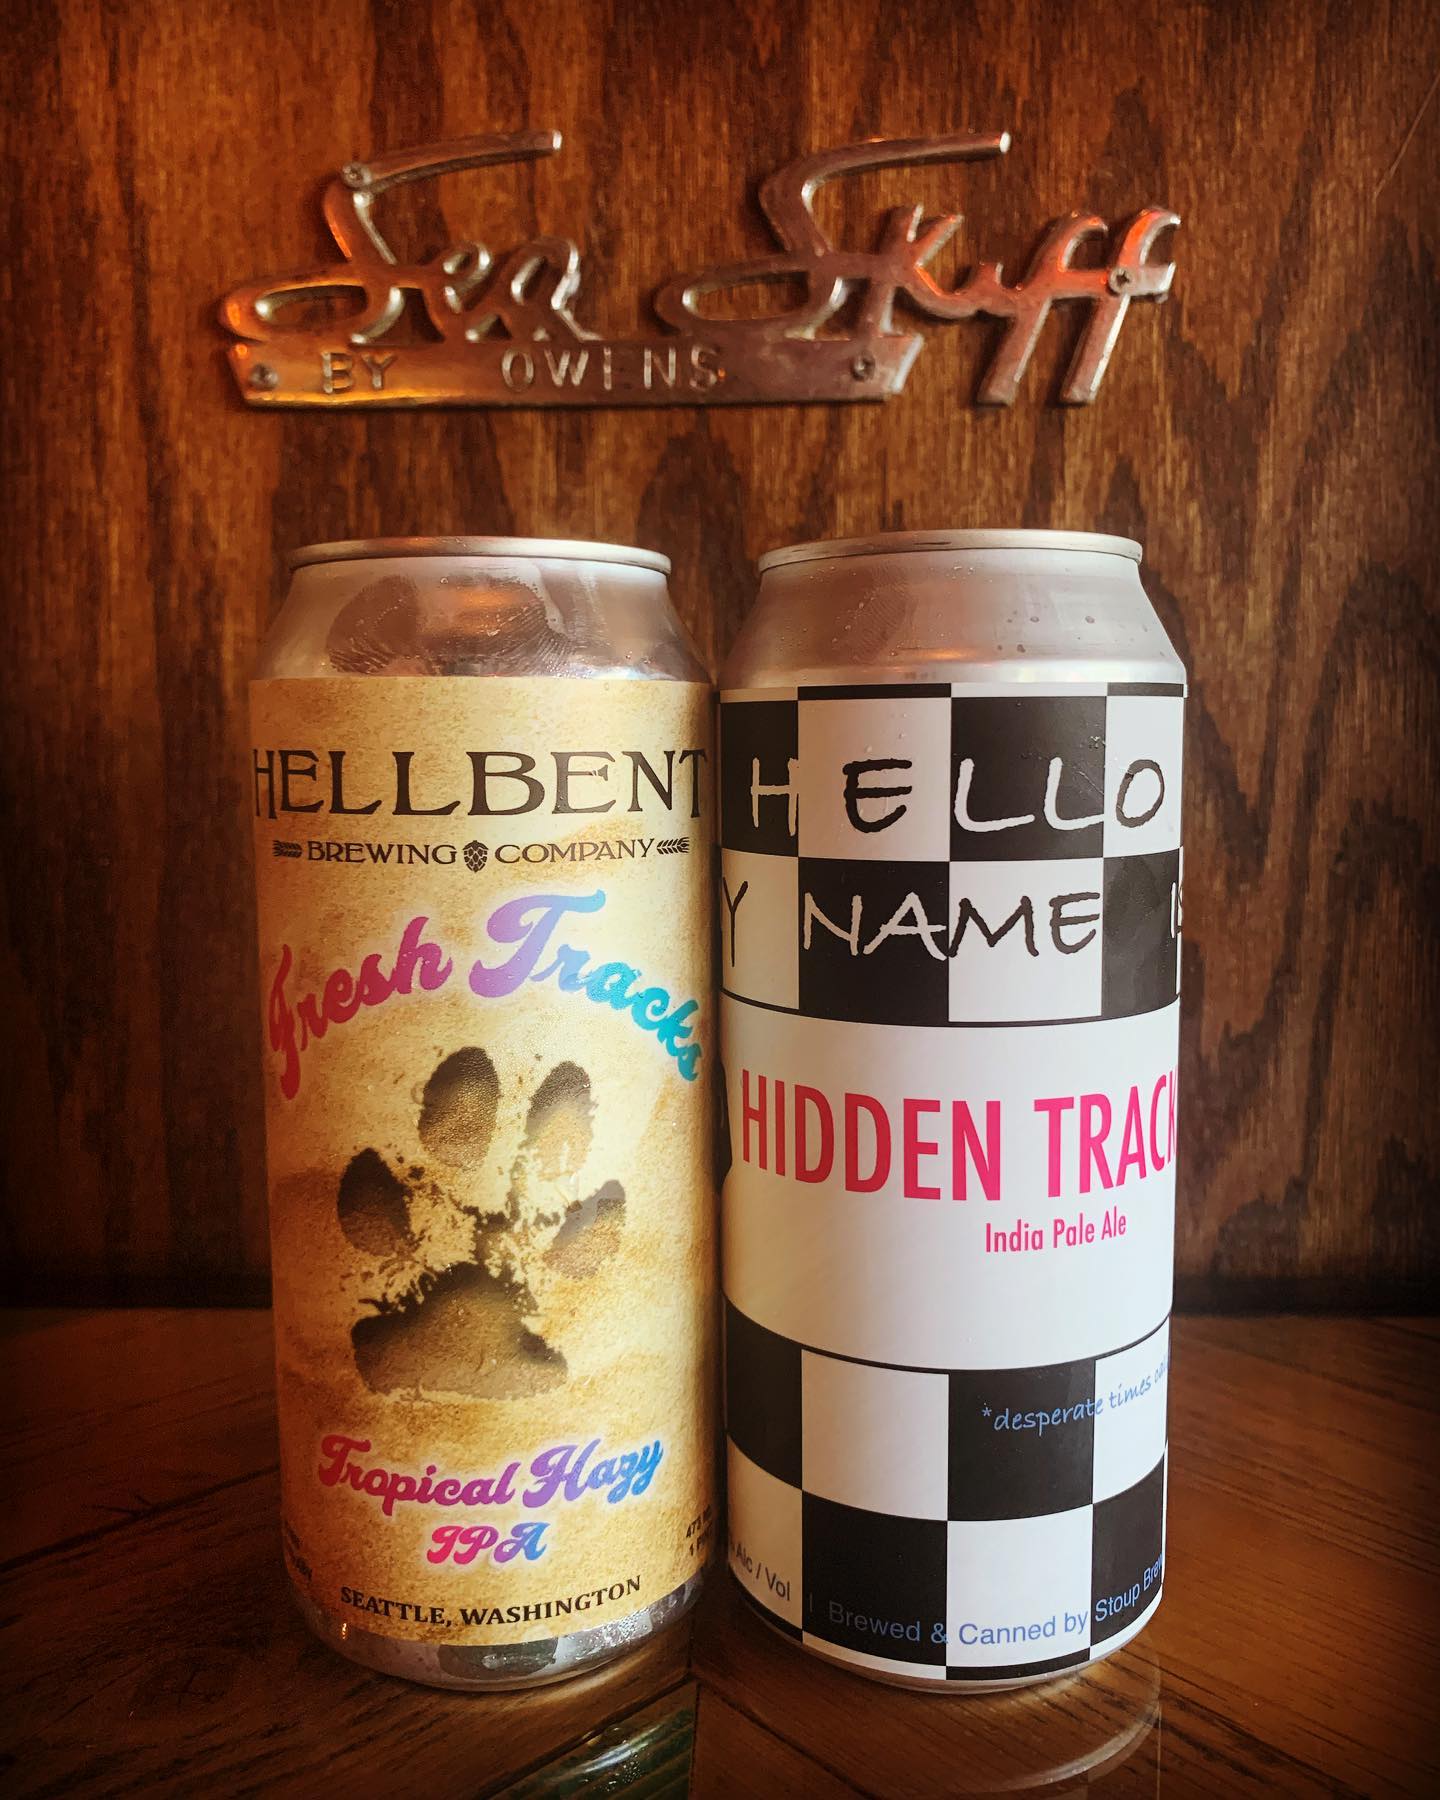 Sea Skiff
BY OWENS
HELLBENT
BREWING COMPANY
Fresh Tracks
Tropical Hazy
IPA
SEATTLE, WASHINGTON
HELLO
NAME
HIDDEN TRACK
India Pale Ale
*desperate times
Alc / Vol | Brewed & Canned by Stoup